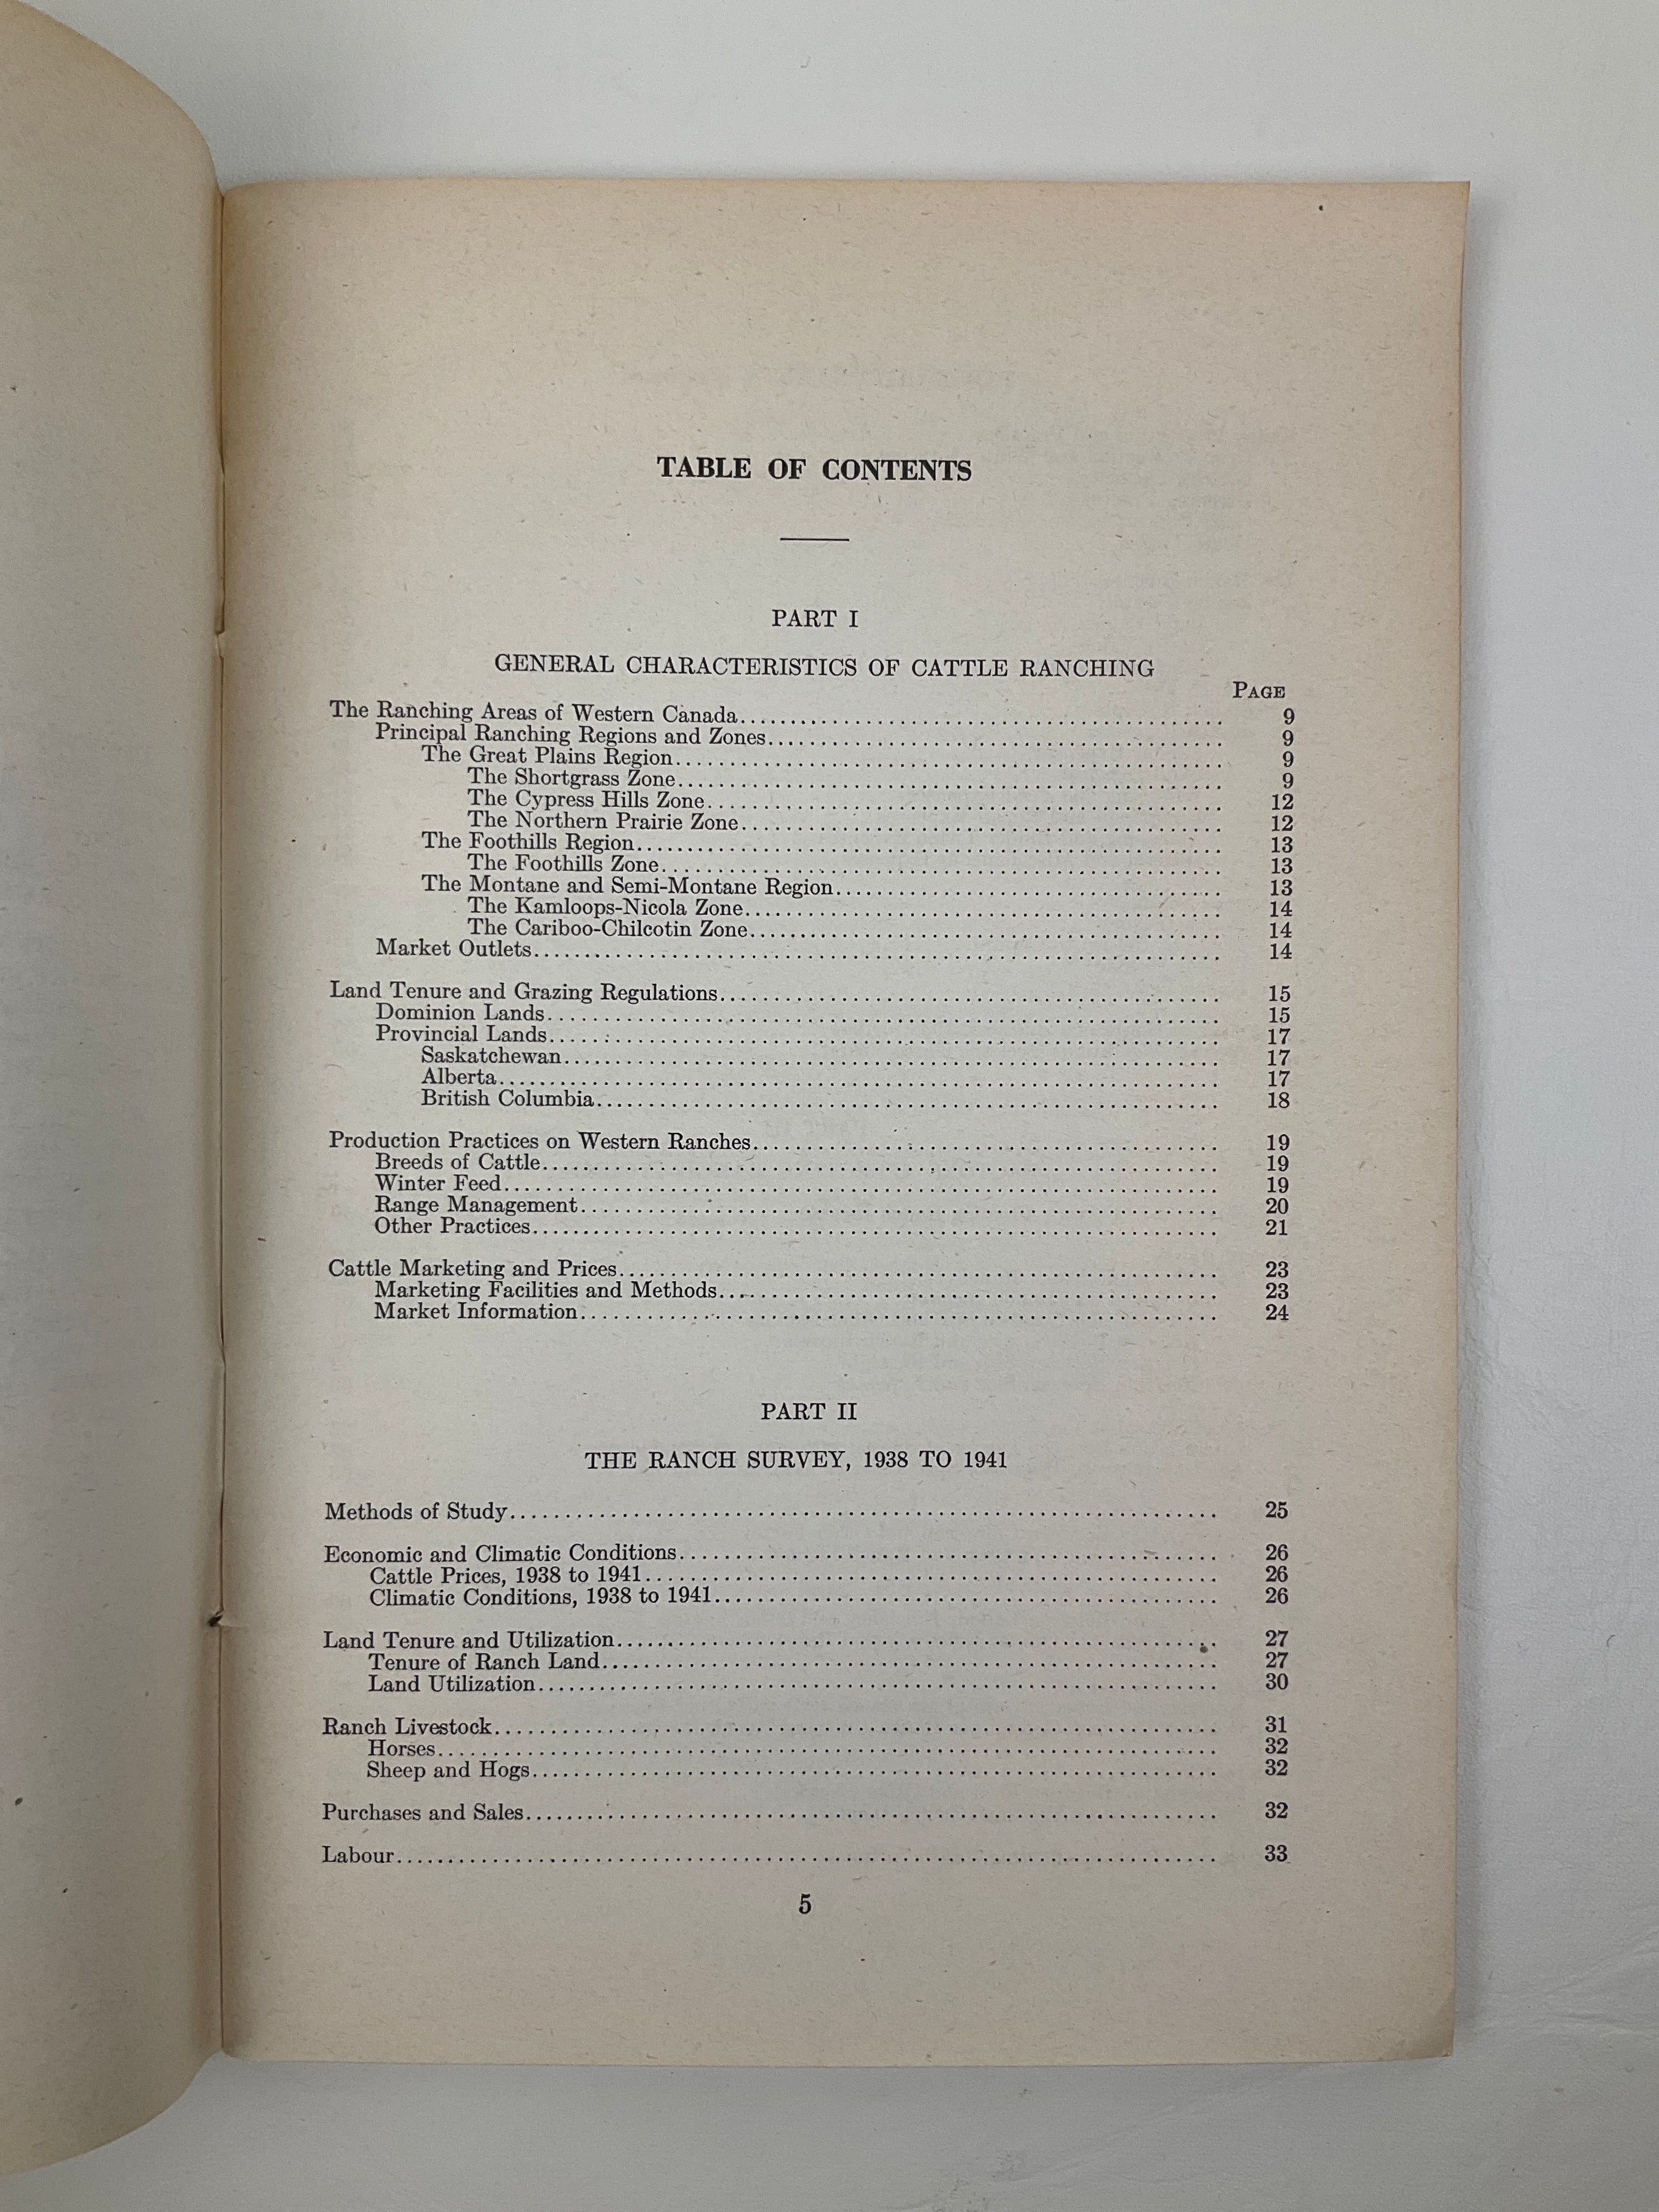 TABLE OF CONTENTS
PART I
GENERAL CHARACTERISTICS OF CATTLE RANCHING
PAGE
The Ranching Areas of Western Canada 9
Principal Ranching Regions and Zones 9
The Great Plains Region 9
The Shortgrass Zone 9
The Cypress Hills Zone 12
The Northern Prairie Zone 12
The Foothills Region 13
The Foothills Zone 13
The Montane and Semi-Montane Region 13
The Kamloops-Nicola Zone 14
The Cariboo-Chilcotin Zone 14
Market Outlets 14
Land Tenure and Grazing Regulations 15
Dominion Lands 15
Provincial Lands 17
Saskatchewan 17
Alberta 17
British Columbia 18
Production Practices on Western Ranches 19
Breeds of Cattle 19
Winter Feed 19
Range Management 20
Other Practices 21
Cattle Marketing and Prices 23
Marketing Facilities and Methods 23
Market Information 24
PART II
THE RANCH SURVEY, 1938 TO 1941
Methods of Study 25
Economic and Climatic Conditions 26
Cattle Prices, 1938 to 1941 26
Climatic Conditions, 1938 to 1941 26
Land Tenure and Utilization 27
Tenure of Ranch Land 27
Land Utilization 30
Ranch Livestock 31
Horses 32
Sheep and Hogs 32
Purchases and Sales 32
Labour 33
5